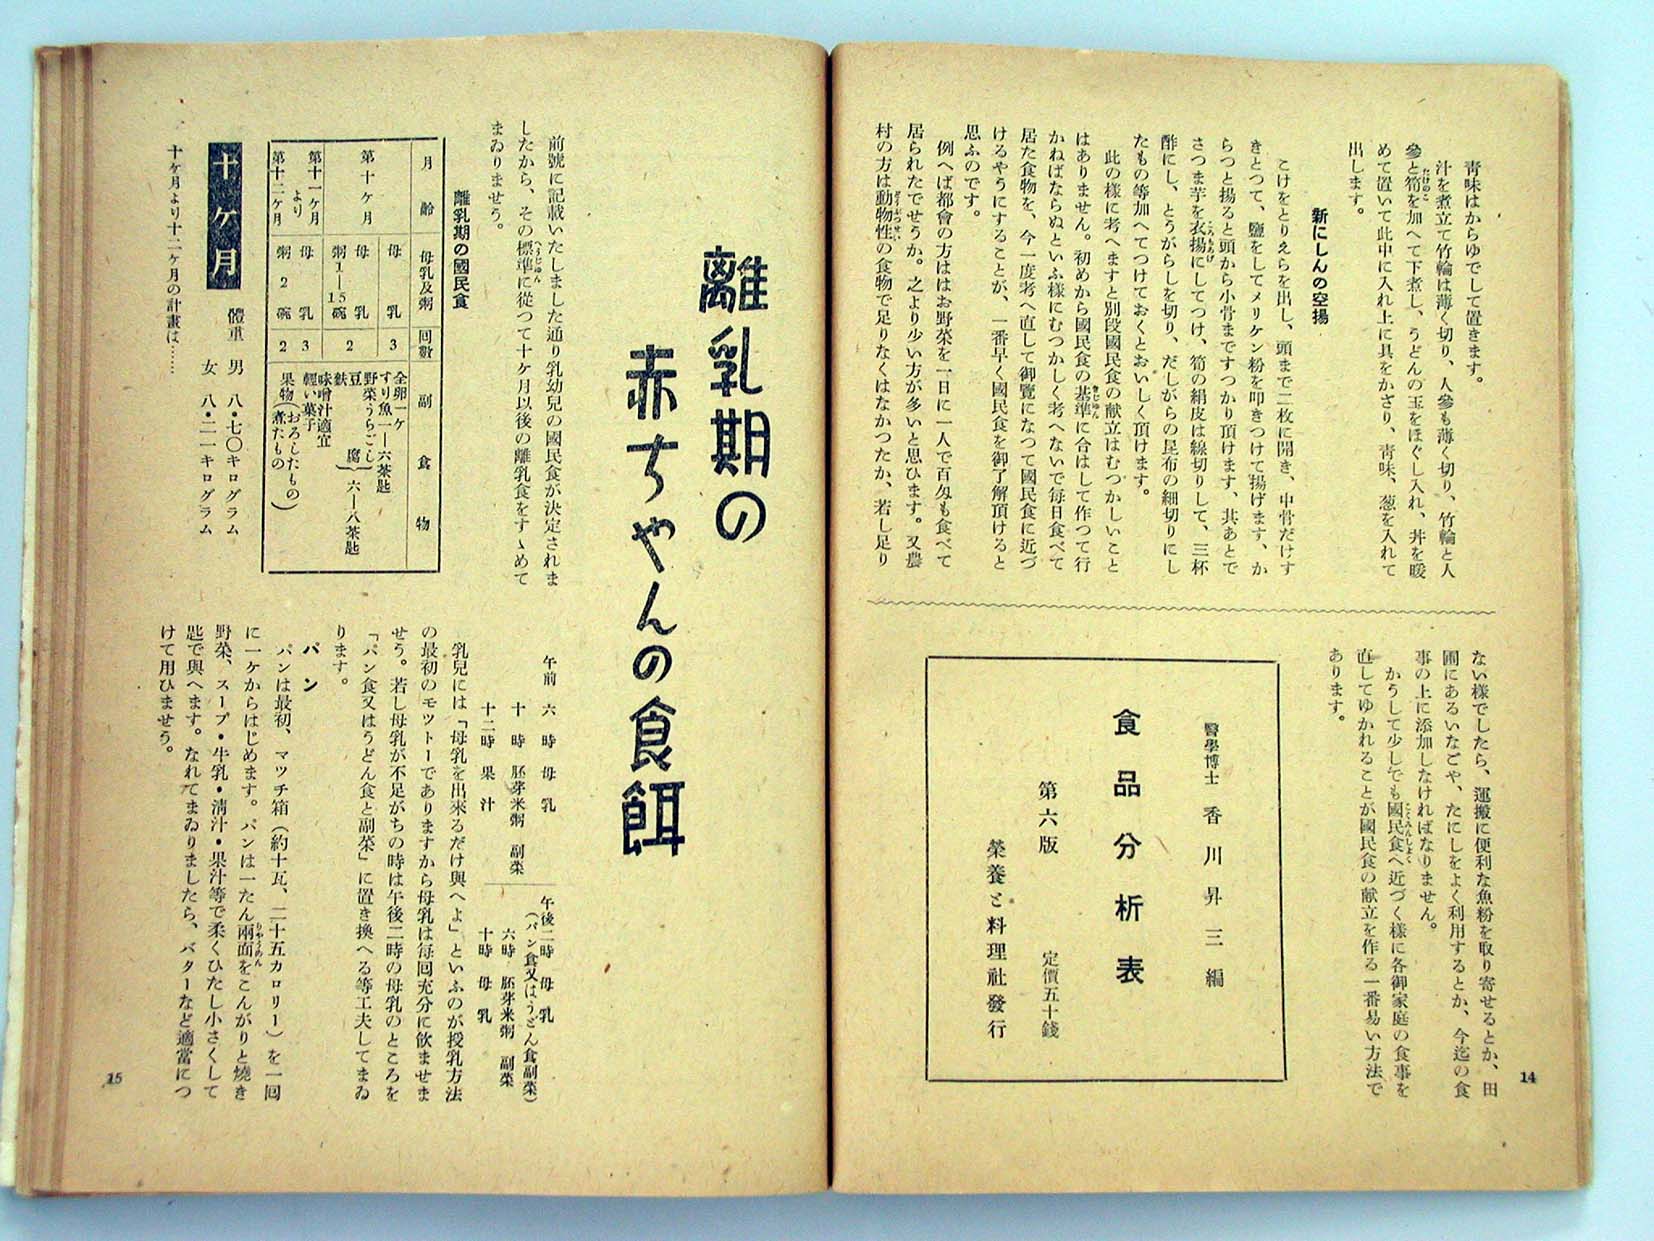 靑味はからゆでして置きます。
汁を煮立て竹輪は薄く切り、人參も薄く切り、竹輪と人
參と筍を加へて下煮し、うどんの玉をほぐし入れ、丼を暖
めて置いて此中に入れ上に具をかざり、靑味、葱を入れて
出します。
新にしんの空揚
こけをとりえらを出し、頭まで二枚に開き、中骨だけす
きとつて、鹽をしてメリケン粉を叩きつけて揚げます、か
らつと揚ると頭から小骨まですつかり頂けます、其あとで
さつま芋を衣揚にしてつけ、筍の絹皮は線切りして、三杯
酢にし、とうがらしを切り、だしがらの昆布の細切りにし
たもの等加へてつけておくとおいしく頂けます。
此の樣に考へますと別段國民食の献立はむつかしいこと
はありません。初めから國民食の基準に合はして作つて行
かねばならぬといふ樣にむつかしく考へないで每日食べて
居た食物を、今一度考へ直して御覽になつて國民食に近づ
けるやうにすることが、一番早く國民食を御了解頂けると
思ふのです。
例へば都會の方はお野菜を一日に一人で百匁も食べて
居られたでせうか。之より少い方が多いと思ひます。又農
村の方は動物性の食物で足りなくはなかつたか、若し足り
ない樣でしたら、運搬に便利な魚粉を取り寄せるとか、田
圃にあるいなごや、たにしをよく利用するとか、今迄の食
事の上に添加しなければなりません。
かうして少しでも國民食へ近づく樣に各御家庭の食事を
直してゆかれることが國民食の献立を作る一番易い方法で
あります。
醫學博士 香川昇三編
食品分析表
第六版 定價五十錢
榮養と料理社發行
14
離乳期の
赤ちやんの食餌
前號に記載いたしました通り乳幼兒の國民食が決定されま
したから、その標準に從つて十ケ月以後の離乳食をすゝめて
まゐりませう。
離乳期の國民食
月齡 母乳及粥 回數 副食物
第十ケ月 母乳 3
母乳 2
粥1—15碗
第十一ケ月 母乳 3
より
第十二ケ月 粥2碗 2
全卵一ケ
すり魚一—六茶匙
野菜うらごし
豆腐 六—八茶匙
麩
味噌汁適宜
輕い菓子
果物(おろしたもの)
(煮たもの)
十ケ月
體重 男 八・七〇キログラム
女 八・二一キログラム
十ケ月より十二ケ月の計畫は……
午前 六時 母乳
十時 胚芽米粥 副菜
十二時 果汁
午後二時 母乳
(パン食又はうどん食副菜)
六時 胚芽米粥 副菜
十時 母乳
乳兒には「母乳を出來るだけ與へよ」といふのが授乳方法
の最初のモツトーでありますから母乳は每回充分に飮ませま
せう。若し母乳が不足がちの時は午後二時の母乳のところを
「パン食又はうどん食と副菜」に置き換へる等工夫してまゐ
ります。
パン
パンは最初、マツチ箱(約十瓦、二十五カロリー)を一回
に一ケからはじめます。パンは一たん兩面をこんがりと燒き
野菜、スープ・牛乳・淸汁・果汁等で柔くひたし小さくして
匙で與へます。なれてまゐりましたら、バターなど適當につ
けて用ひませう。
15